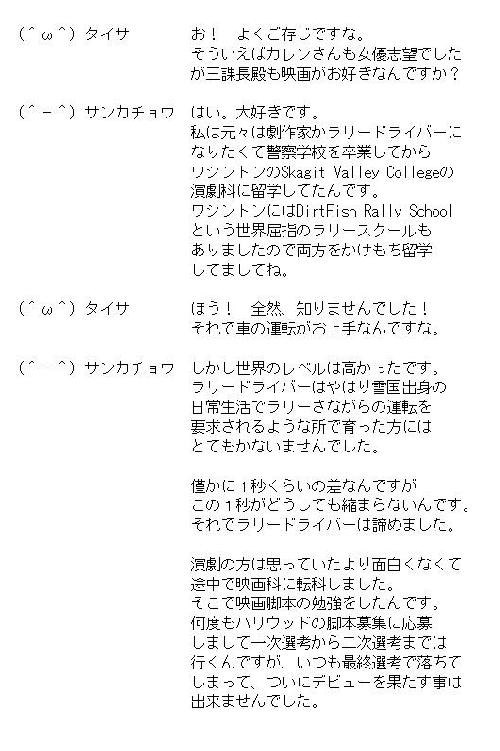 (＾ω＾) タイサ　お！　よくご存じですな。
そういえばカレンさんも女優志望でした
が三課長殿も映画がお好きなんですか？
(＾－＾) サンカチョウ　はい。大好きです。
私は元々は劇作家かラリードライバーに
なりたくて警察学校を卒業してから
ワシントンのSkagit Valley Collegeの
演劇科に留学してたんです。
ワシントンにはDirtFish Rally School
という世界屈指のラリースクールも
ありましたので両方をかけもち留学
してましてね。
(＾ω＾) タイサ　ほう！　全然、知りませんでした！
それで車の運転がお上手なんですな。
(＾－＾) サンカチョウ　しかし世界のレベルは高かったです。
ラリードライバーはやはり雪国出身の
日常生活でラリーさながらの運転を
要求されるような所で育った方には
とてもかないませんでした。
僅かに１秒くらいの差なんですが
この１秒がどうしても縮まらないんです。
それでラリードライバーは諦めました。
演劇の方は思っていたより面白くなくて
途中で映画科に転科しました。
そこで映画脚本の勉強をしたんです。
何度もハリウッドの脚本募集に応募
しまして一次選考から二次選考までは
行くんですが、いつも最終選考で落ちて
しまって、ついにデビューを果たす事は
出来ませんでした。